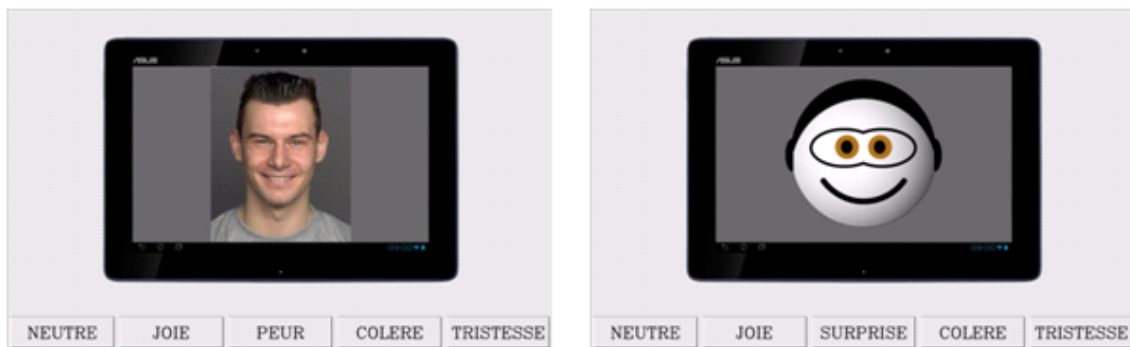 ASUS
NEUTRE JOIE PEUR COLERE TRISTESSE
ASUS
NEUTRE JOIE SURPRISE COLERE TRISTESSE